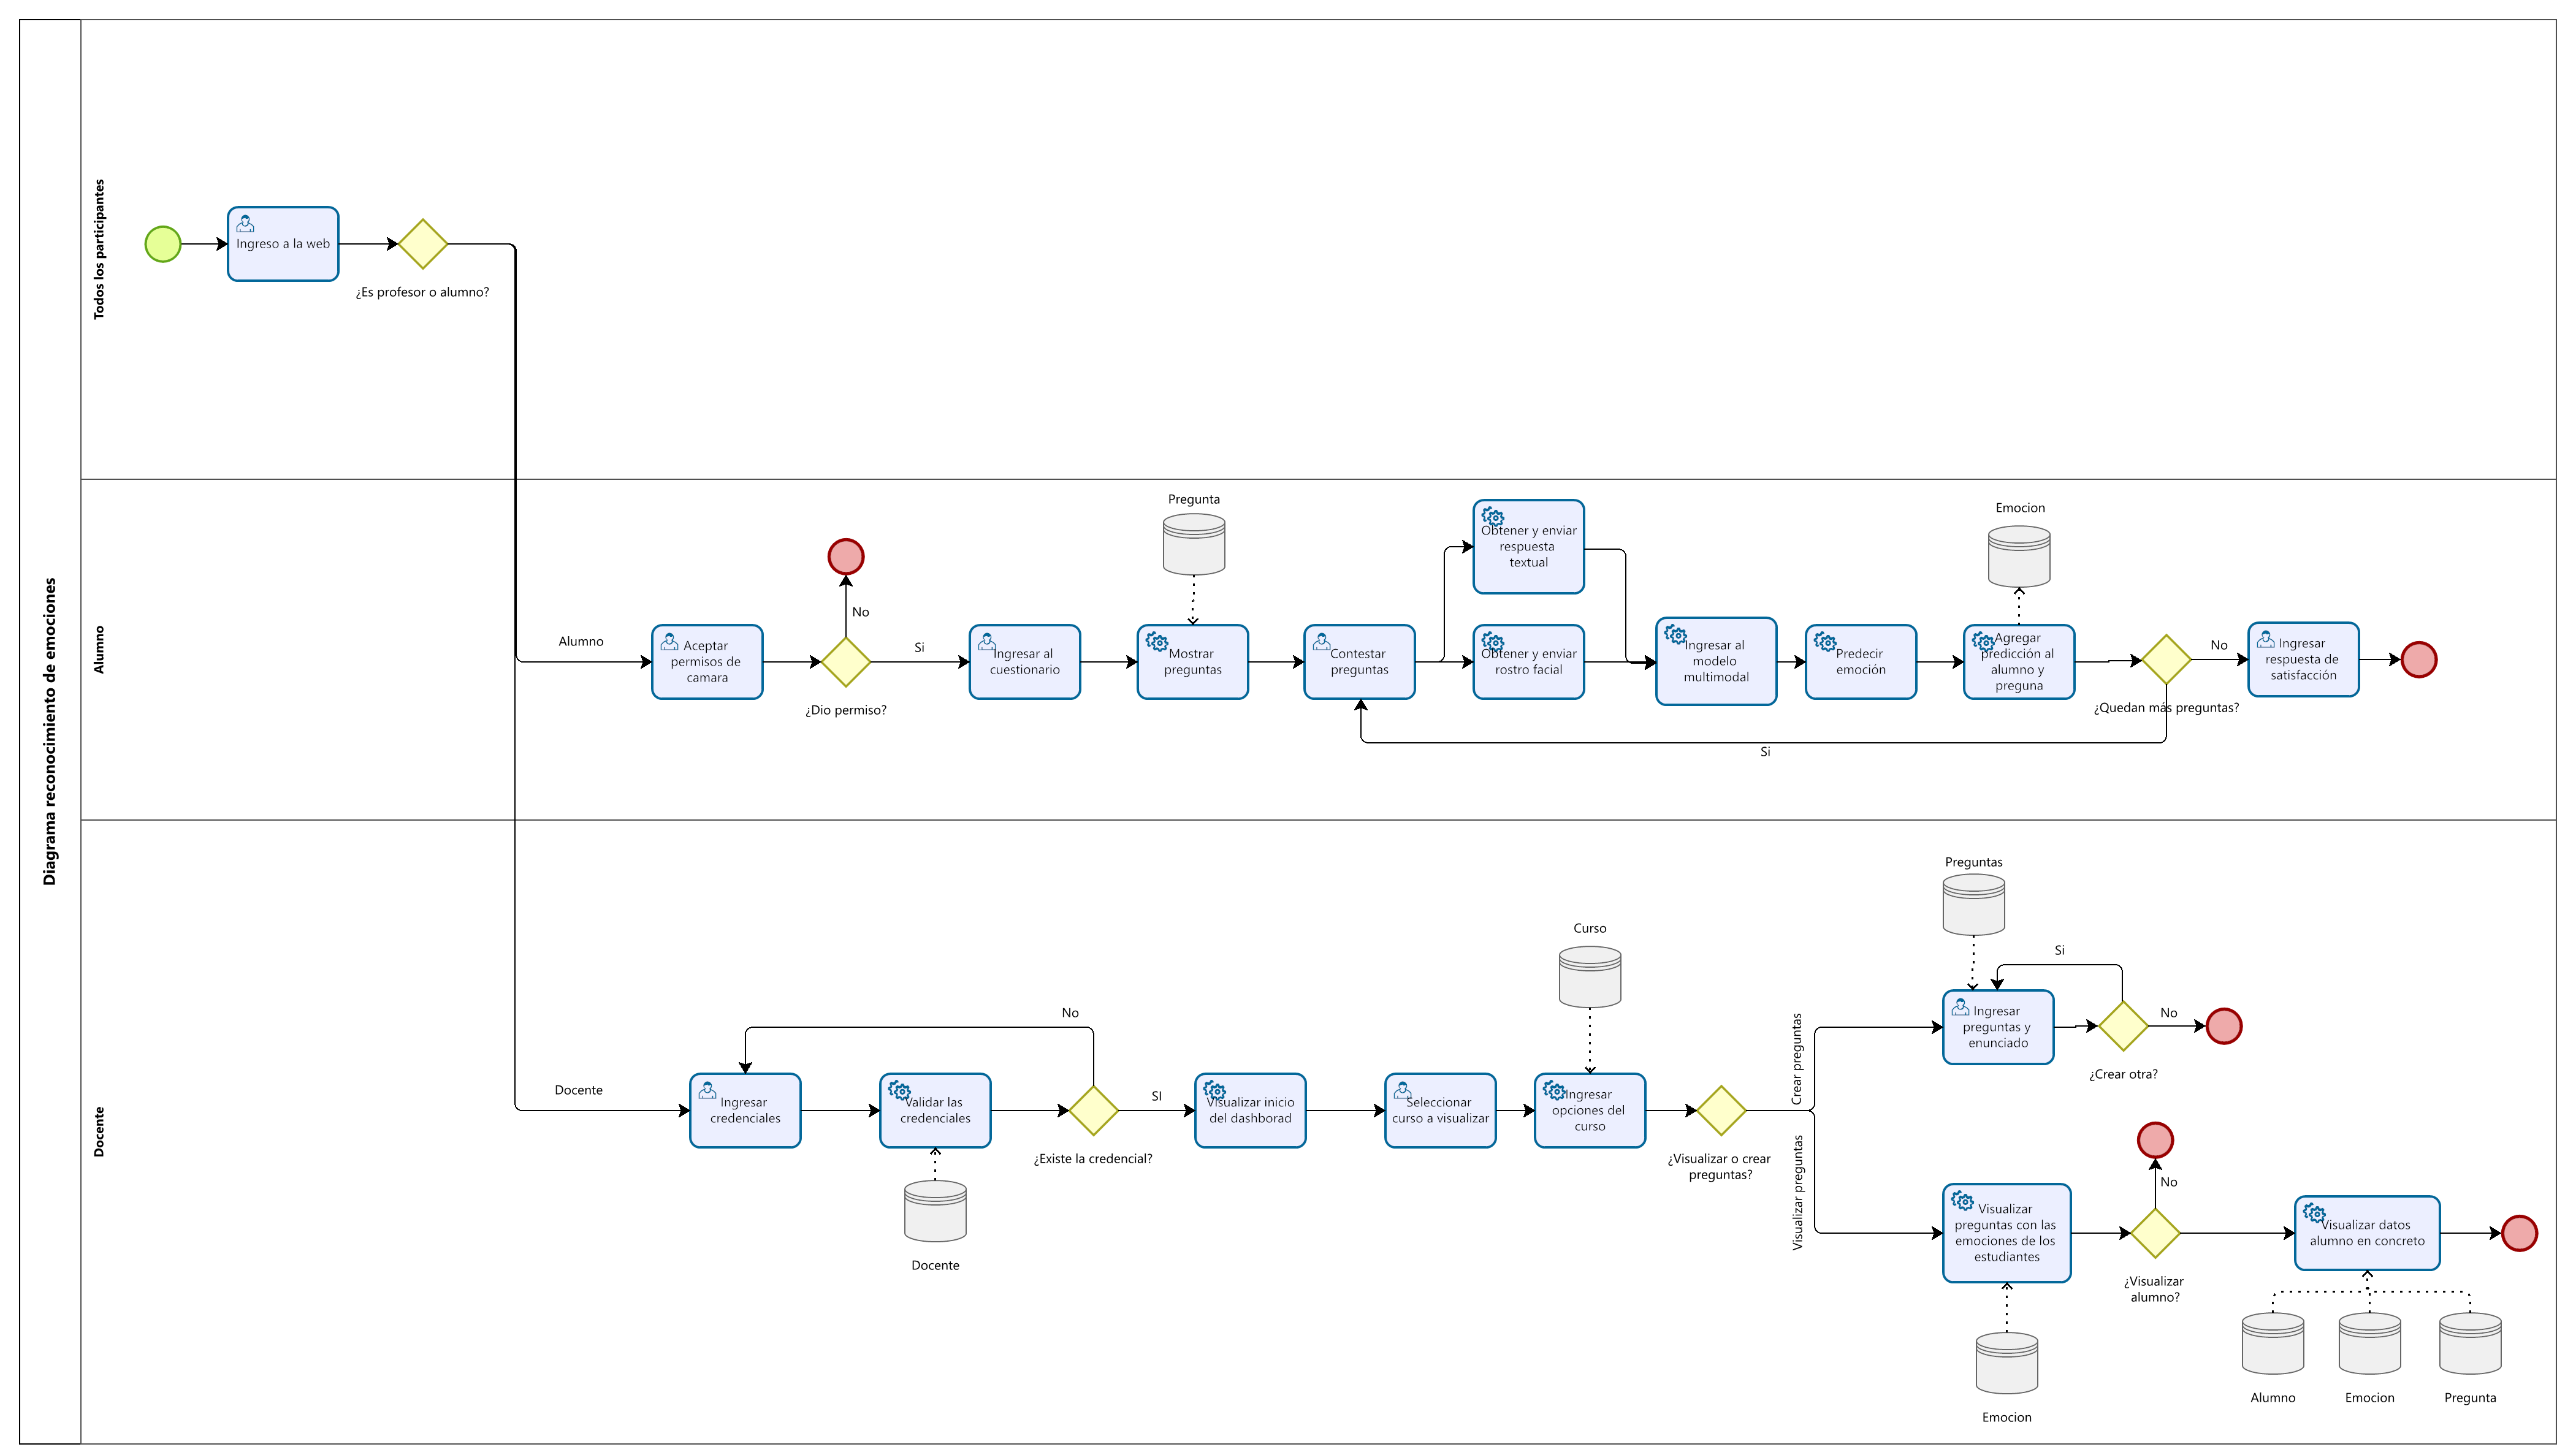 Diagrama reconocimiento de emociones
Todos los participantes
Ingreso a la web
¿Es profesor o alumno?
Alumno
Alumno
Aceptar
permisos de
camara
No
¿Dio permiso?
Si
Ingresar al
cuestionario
Pregunta
Mostrar
preguntas
Contestar
preguntas
Obtener y enviar
respuesta
textual
Obtener y enviar
rostro facial
Ingresar al
modelo
multimodal
Predecir
emoción
Emocion
Agregar
predicción al
alumno y
preguna
¿Quedan más preguntas?
No
Si
Ingresar
respuesta de
satisfacción
Docente
Docente
Ingresar
credenciales
Validar las
credenciales
Docente
No
¿Existe la credencial?
SI
Visualizar inicio
del dashborad
Seleccionar
curso a visualizar
Curso
Ingresar
opciones del
curso
¿Visualizar o crear
preguntas?
Crear preguntas
Visualizar preguntas
Preguntas
Ingresar
preguntas y
enunciado
Si
¿Crear otra?
No
Visualizar
preguntas con las
emociones de los
estudiantes
Emocion
No
¿Visualizar
alumno?
Visualizar datos
alumno en concreto
Alumno
Emocion
Pregunta